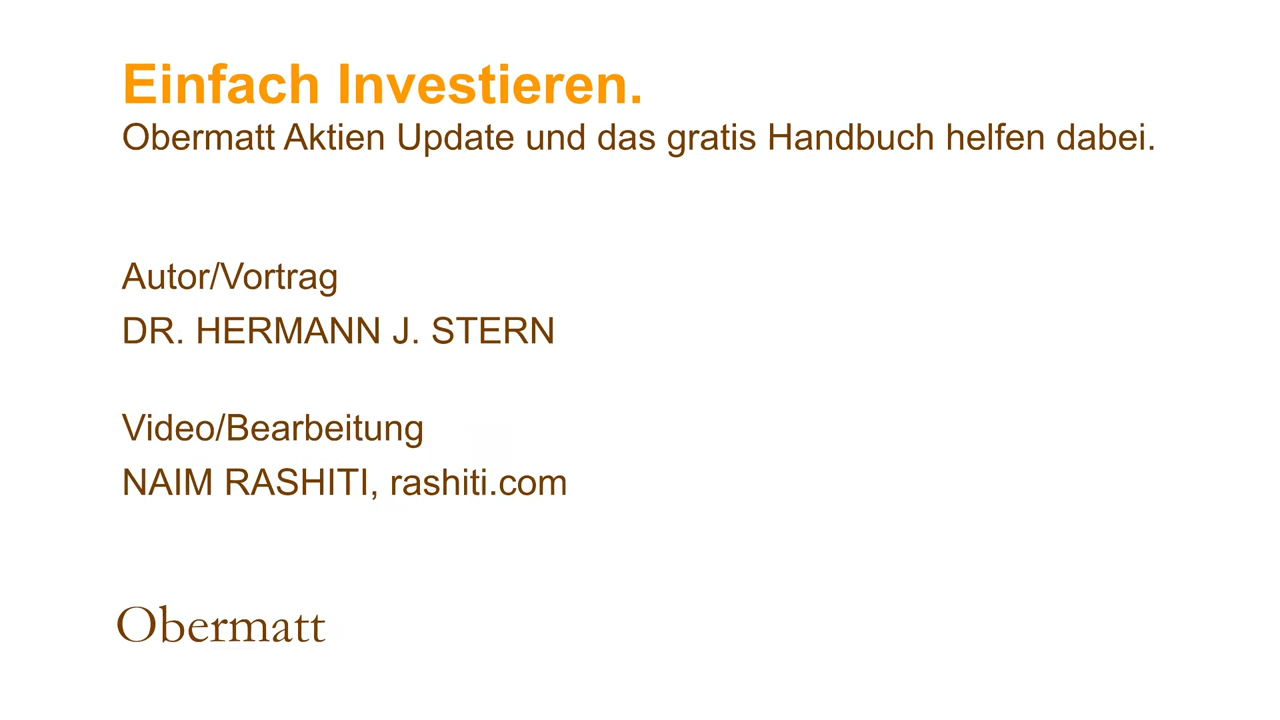 Einfach Investieren.
Obermatt Aktien Update und das gratis Handbuch helfen dabei.
Autor/Vortrag
DR. HERMANN J. STERN
Video/Bearbeitung
NAIM RASHITI, rashiti.com
Obermatt